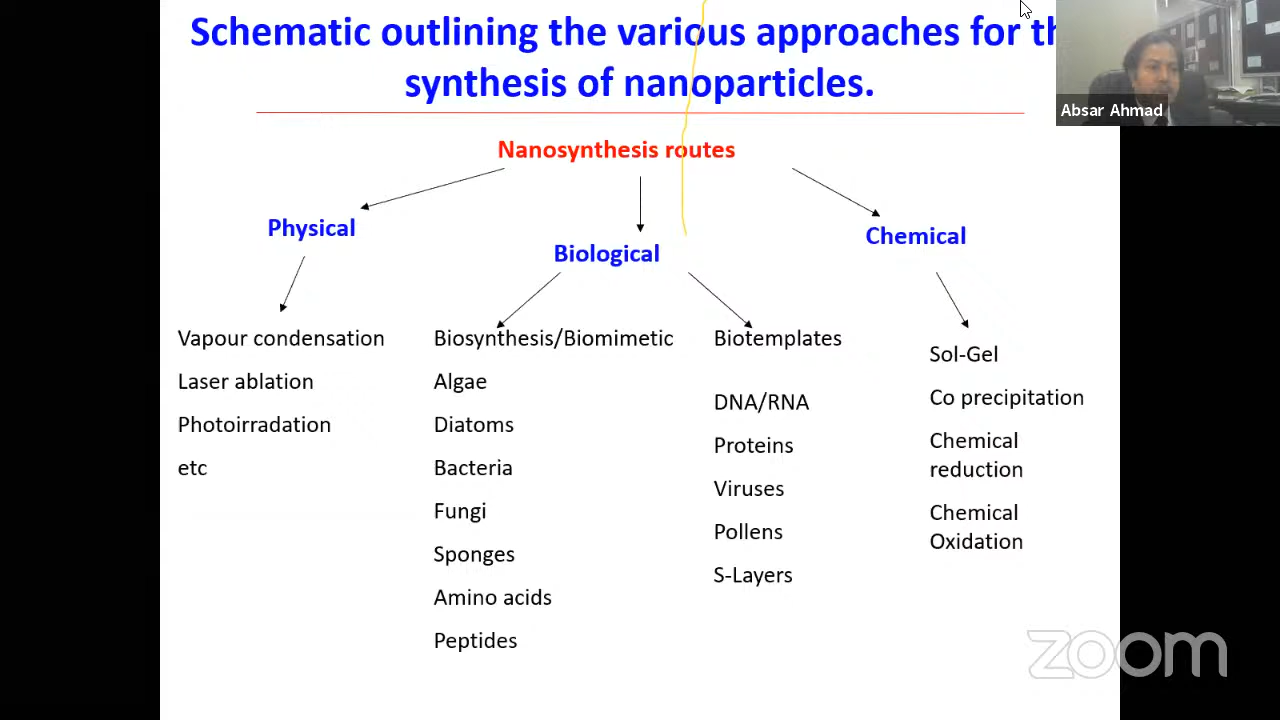 Schematic outlining the various approaches for th
synthesis of nanoparticles.
Absar Ahmad
Nanosynthesis routes
Physical
Biological
Chemical
Vapour condensation
Laser ablation
Photoirradation
etc
Biosynthesis/Biomimetic
Algae
Diatoms
Bacteria
Fungi
Sponges
Amino acids
Peptides
Biotemplates
DNA/RNA
Proteins
Viruses
Pollens
S-Layers
Sol-Gel
Co precipitation
Chemical
reduction
Chemical
Oxidation
zoom